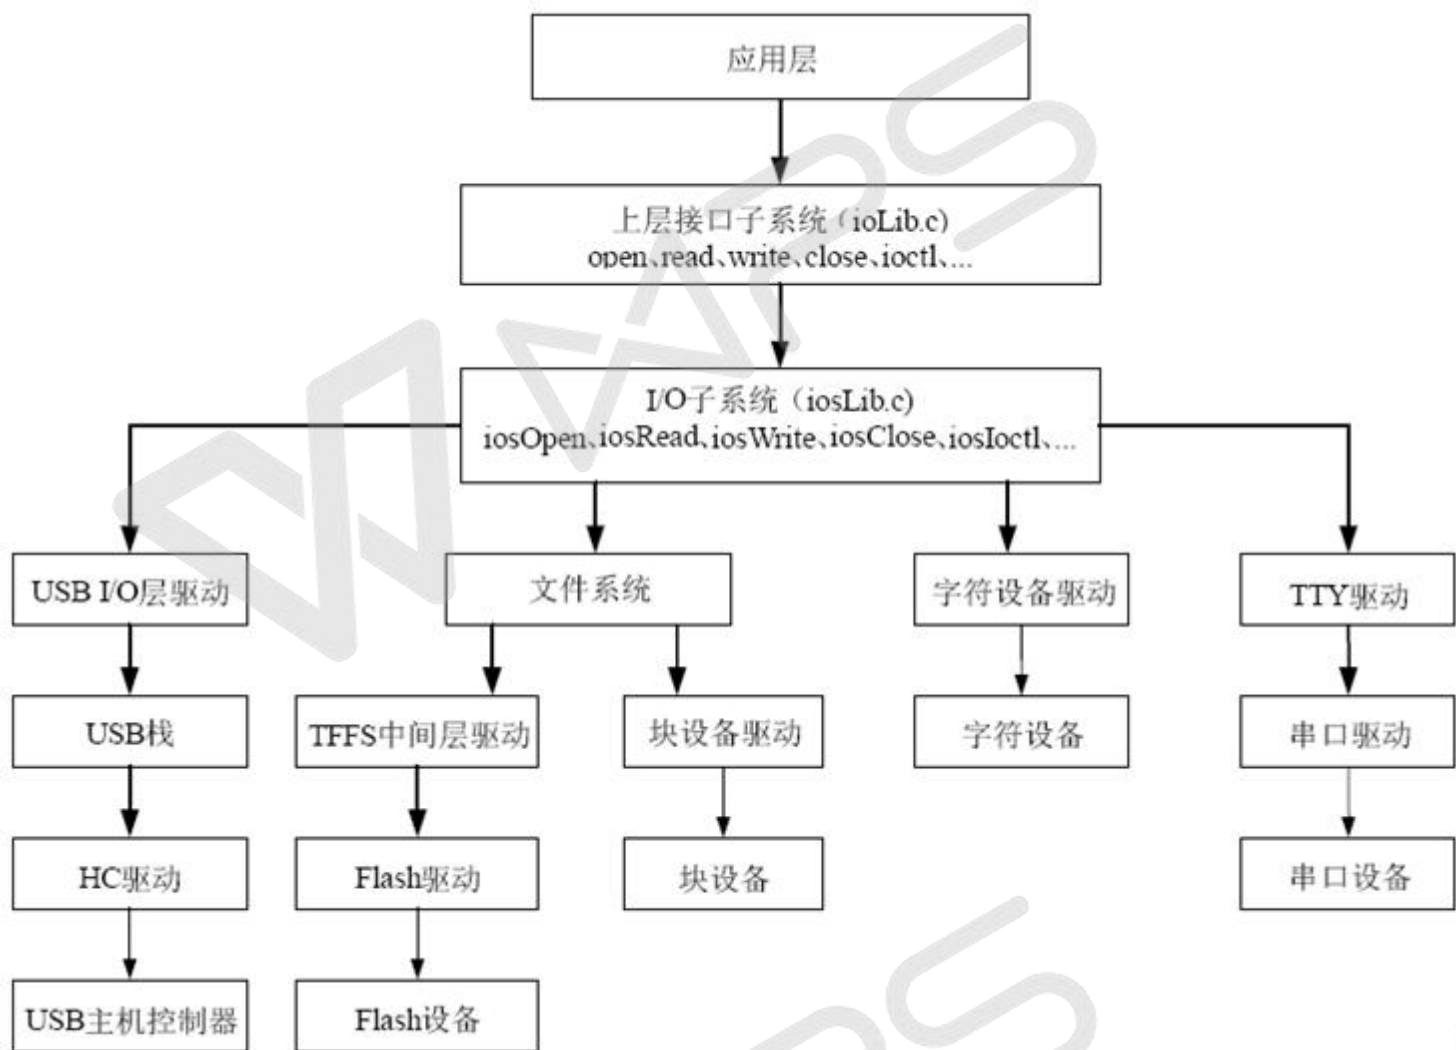 应用层
上层接口子系统（ioLib.c)
open、read、write、close、ioctl、...
I/O子系统（iosLib.c)
iosOpen、iosRead、iosWrite、iosClose、iosIoctl、...
USB I/O层驱动
文件系统
字符设备驱动
TTY驱动
USB栈
TFFS中间层驱动
块设备驱动
字符设备
串口驱动
HC驱动
Flash驱动
块设备
串口设备
USB主机控制器
Flash设备
WPS